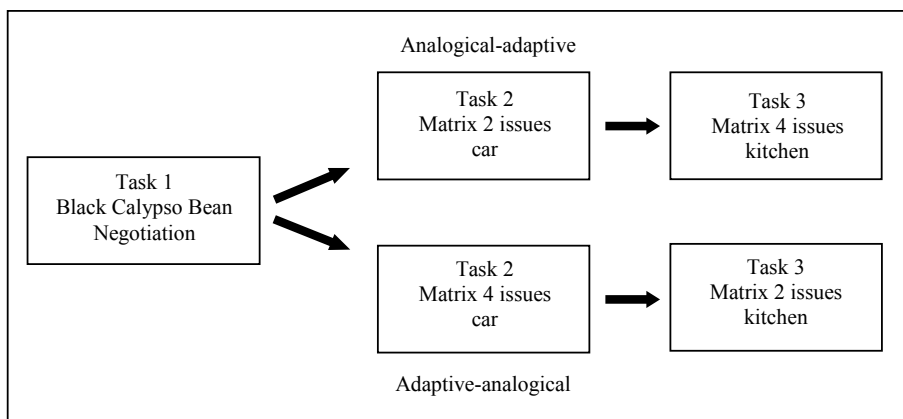 Analogical-adaptive
Task 2
Matrix 2 issues
car
Task 3
Matrix 4 issues
kitchen
Task 1
Black Calypso Bean
Negotiation
Task 2
Matrix 4 issues
car
Task 3
Matrix 2 issues
kitchen
Adaptive-analogical